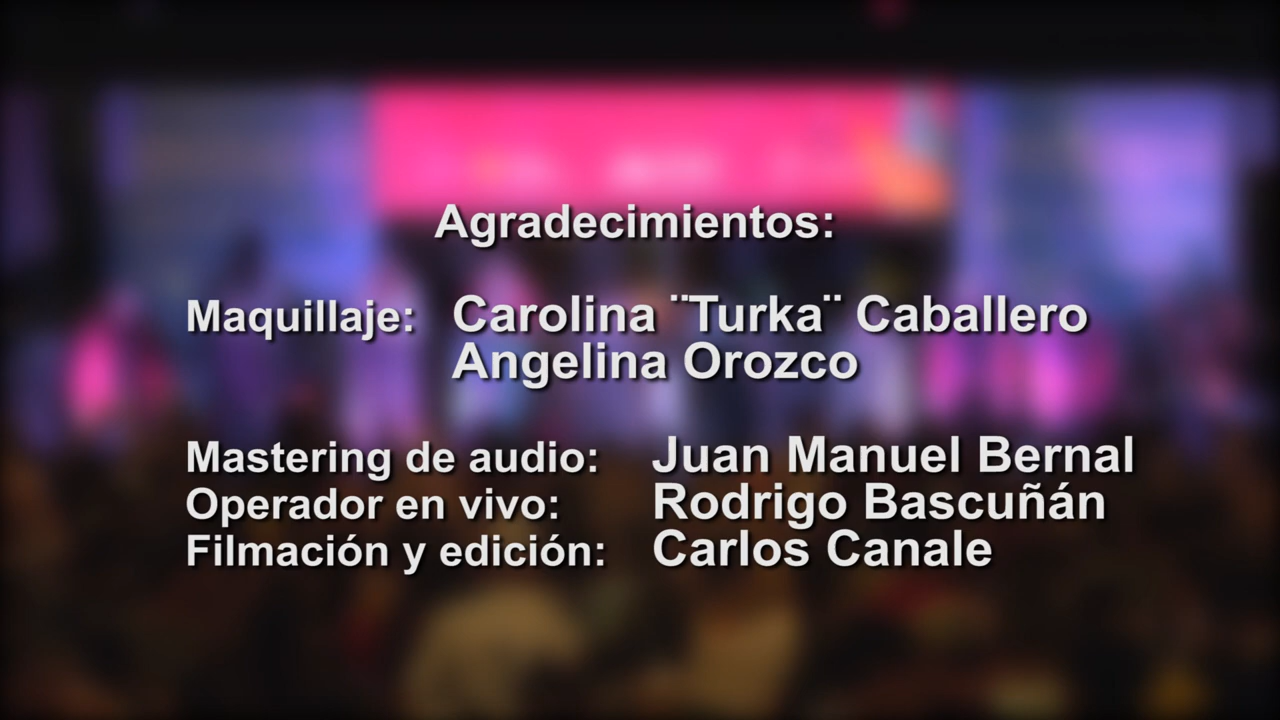 Agradecimientos:
Maquillaje: Carolina ¨Turka¨ Caballero
Angelina Orozco
Mastering de audio: Juan Manuel Bernal
Operador en vivo: Rodrigo Bascuñán
Filmación y edición: Carlos Canale